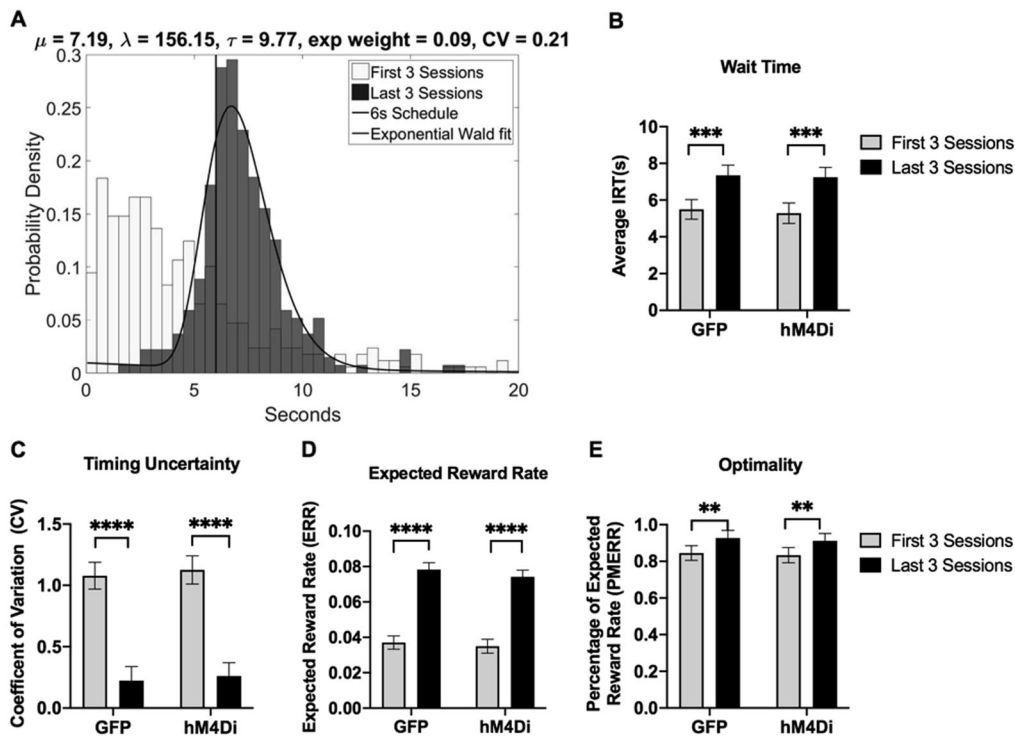 A
μ = 7.19, λ = 156.15, τ = 9.77, exp weight = 0.09, CV = 0.21
Probability Density
0.3
0.25
0.2
0.15
0.1
0.05
0
First 3 Sessions
Last 3 Sessions
6s Schedule
Exponential Wald fit
0 5 10 15 20
Seconds
B
Wait Time
Average IRT(s)
10
8
6
4
2
0
*** ***
GFP hM4Di
First 3 Sessions
Last 3 Sessions
C
Timing Uncertainty
Coefficent of Variation (CV)
1.5
1.0
0.5
0.0
**** ****
GFP hM4Di
D
Expected Reward Rate
Expected Reward Rate (ERR)
0.10
0.08
0.06
0.04
0.02
0.00
**** ****
GFP hM4Di
E
Optimality
Percentage of Expected
Reward Rate (PMERR)
1.0
0.8
0.6
0.4
0.2
0.0
** **
GFP hM4Di
First 3 Sessions
Last 3 Sessions